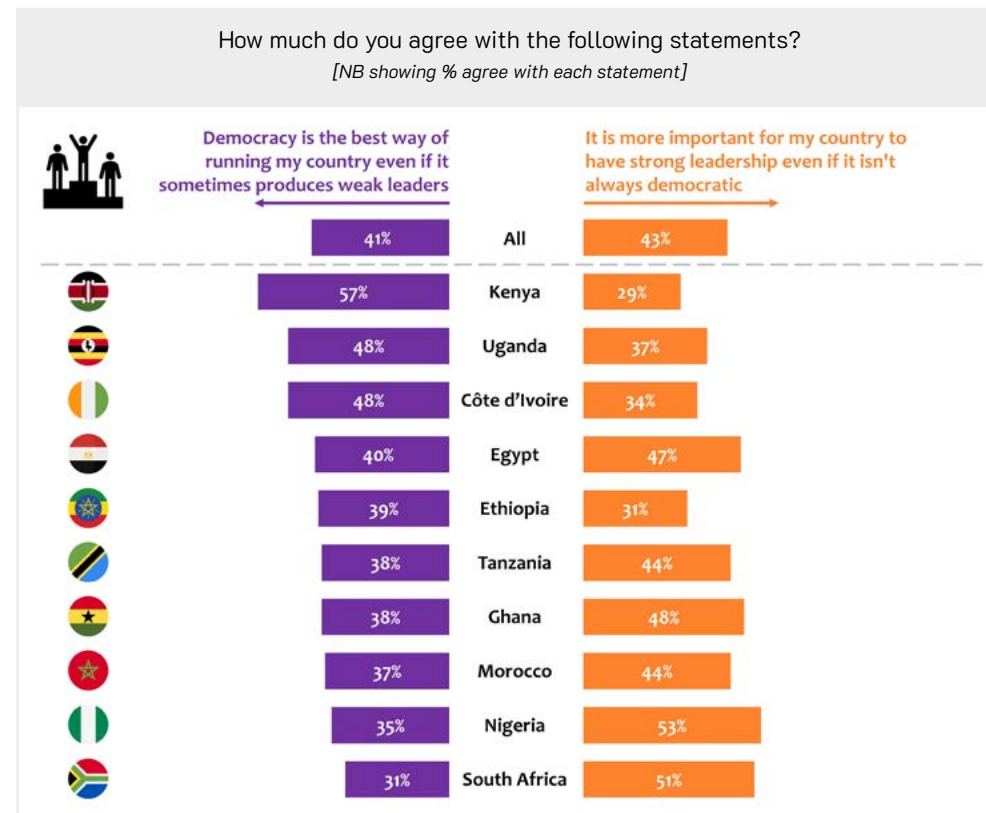 How much do you agree with the following statements?
[NB showing % agree with each statement]
Democracy is the best way of
running my country even if it
sometimes produces weak leaders
It is more important for my country to
have strong leadership even if it isn't
always democratic
41% All 43%
57% Kenya 29%
48% Uganda 37%
48% Côte d'Ivoire 34%
40% Egypt 47%
39% Ethiopia 31%
38% Tanzania 44%
38% Ghana 48%
37% Morocco 44%
35% Nigeria 53%
31% South Africa 51%